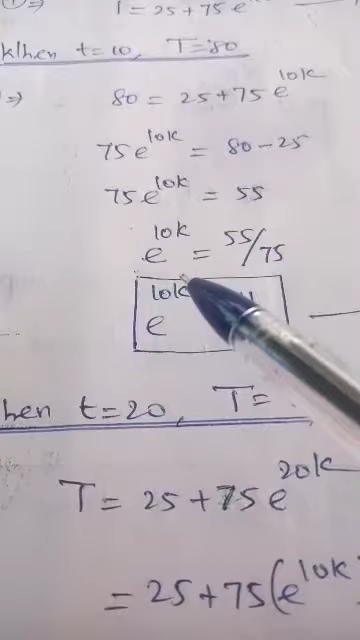 T = 25 + 75 e
When t = 10, T = 80
=> 80 = 25 + 75 e^10k
75 e^10k = 80 - 25
75 e^10k = 55
e^10k = 55/75
e^10k
hen t = 20, T =
T = 25 + 75 e^20k
= 25 + 75 (e^10k